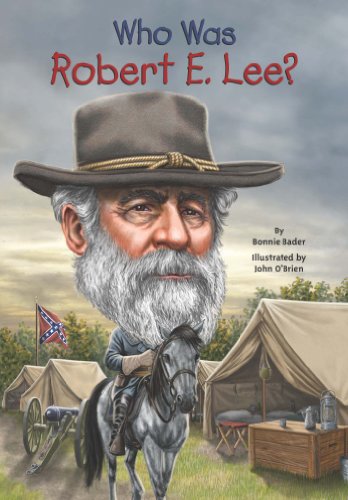 Who Was
Robert E. Lee?
By
Bonnie Bader
Illustrated by
John O'Brien